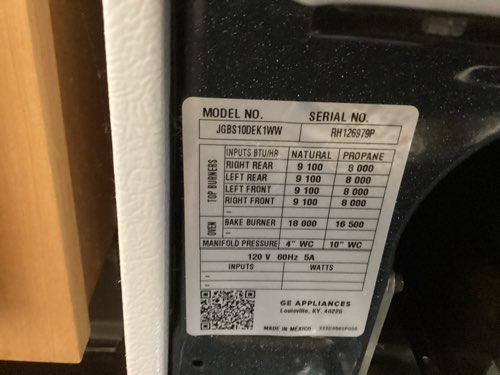 MODEL NO. SERIAL NO.
JGBS10DEK1WW RH126979P
TOP BURNERS
INPUTS BTU/HR NATURAL PROPANE
RIGHT REAR 9 100 8 000
LEFT REAR 9 100 8 000
LEFT FRONT 9 100 8 000
RIGHT FRONT 9 100 8 000
–
OVEN
BAKE BURNER 18 000 16 500
–
MANIFOLD PRESSURE 4" WC 10" WC
120 V 60Hz 5A
INPUTS WATTS
–
–
GE APPLIANCES
Louisville, KY. 40225
MADE IN MEXICO